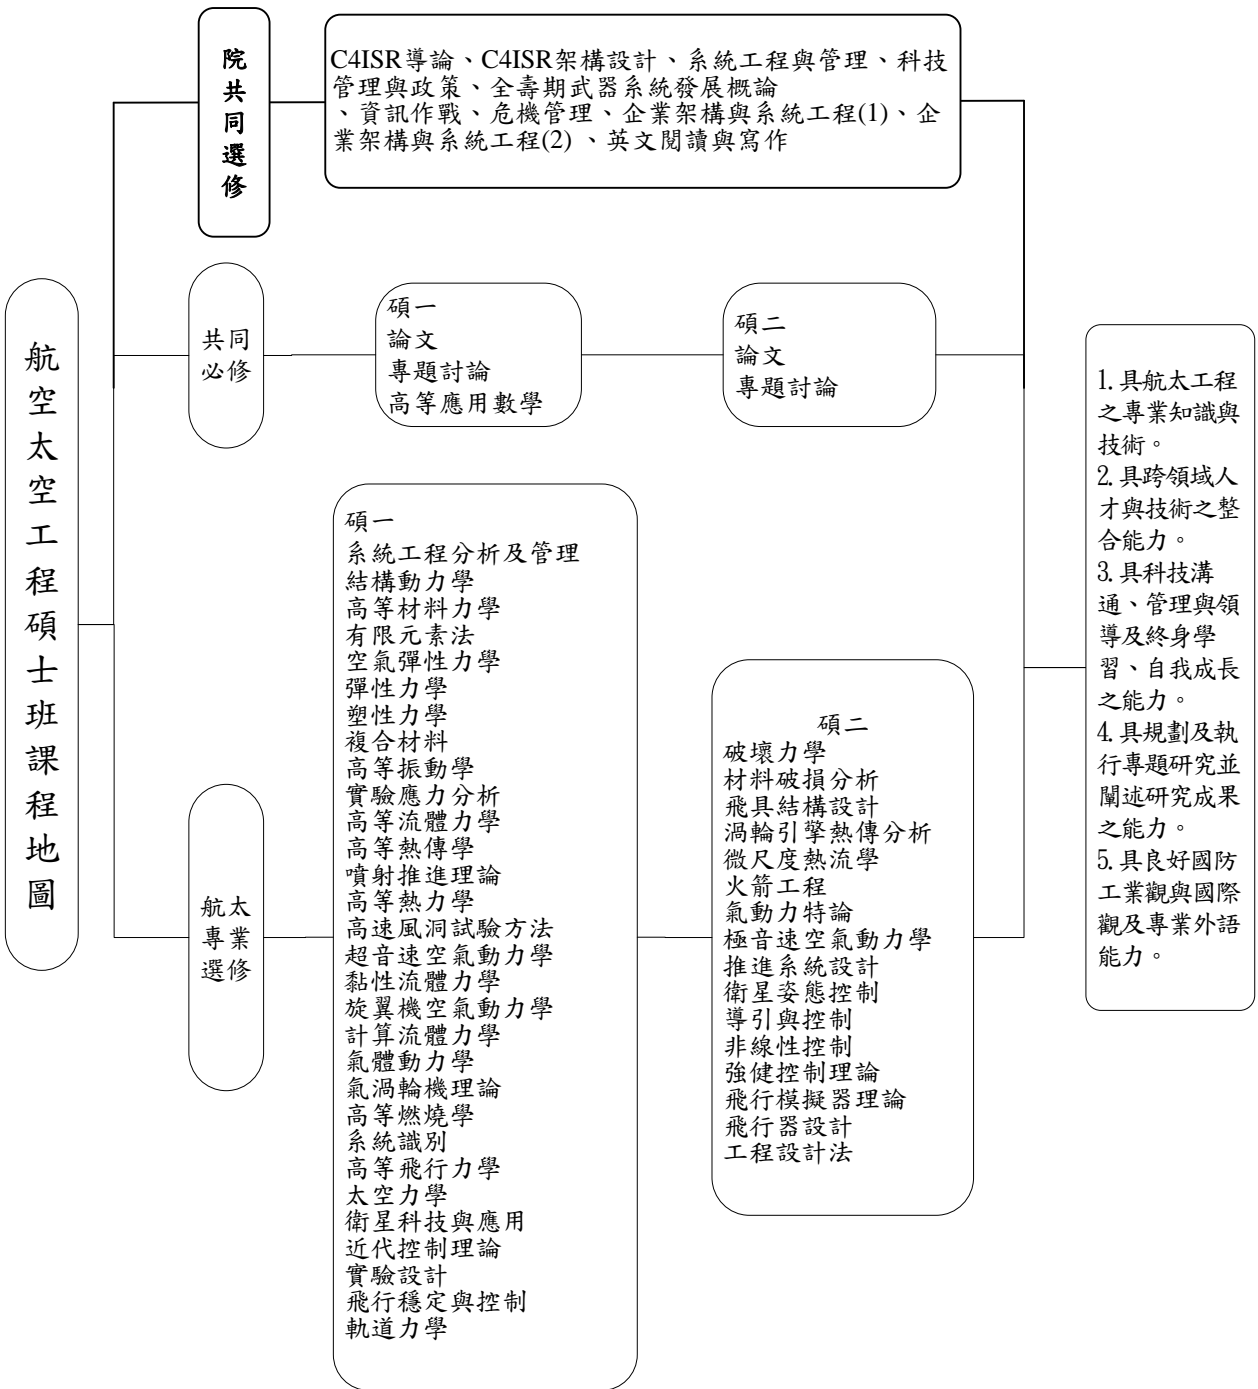 航空太空工程碩士班課程地圖
院共同選修
C4ISR導論、C4ISR架構設計、系統工程與管理、科技
管理與政策、全壽期武器系統發展概論
、資訊作戰、危機管理、企業架構與系統工程(1)、企
業架構與系統工程(2) 、英文閱讀與寫作
共同
必修
碩一
論文
專題討論
高等應用數學
碩二
論文
專題討論
航太
專業
選修
碩一
系統工程分析及管理
結構動力學
高等材料力學
有限元素法
空氣彈性力學
彈性力學
塑性力學
複合材料
高等振動學
實驗應力分析
高等流體力學
高等熱傳學
噴射推進理論
高等熱力學
高速風洞試驗方法
超音速空氣動力學
黏性流體力學
旋翼機空氣動力學
計算流體力學
氣體動力學
氣渦輪機理論
高等燃燒學
系統識別
高等飛行力學
太空力學
衛星科技與應用
近代控制理論
實驗設計
飛行穩定與控制
軌道力學
碩二
破壞力學
材料破損分析
飛具結構設計
渦輪引擎熱傳分析
微尺度熱流學
火箭工程
氣動力特論
極音速空氣動力學
推進系統設計
衛星姿態控制
導引與控制
非線性控制
強健控制理論
飛行模擬器理論
飛行器設計
工程設計法
1.具航太工程
之專業知識與
技術。
2.具跨領域人
才與技術之整
合能力。
3.具科技溝
通、管理與領
導及終身學
習、自我成長
之能力。
4.具規劃及執
行專題研究並
闡述研究成果
之能力。
5.具良好國防
工業觀與國際
觀及專業外語
能力。